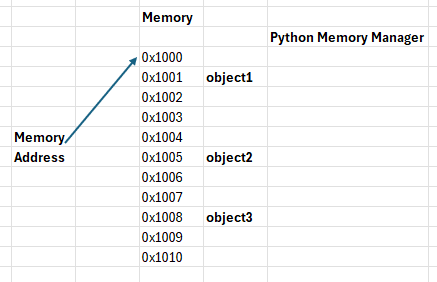 Memory
Python Memory Manager
0x1000
0x1001 object1
0x1002
0x1003
Memory 0x1004
Address 0x1005 object2
0x1006
0x1007
0x1008 object3
0x1009
0x1010